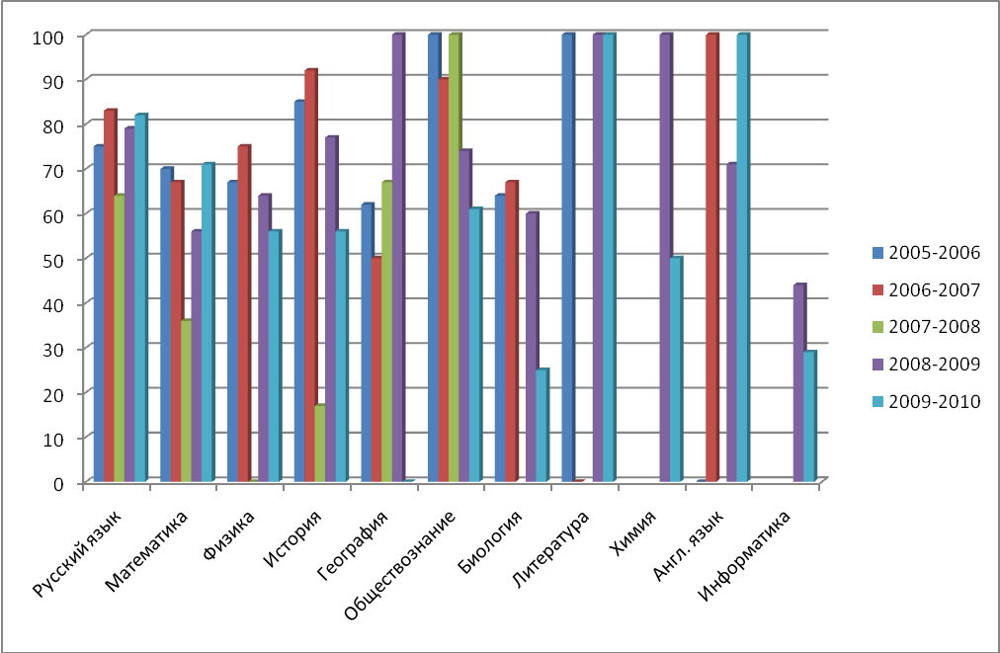 100
90
80
70
60
50
40
30
20
10
0
Русский язык
Математика
Физика
История
География
Обществознание
Биология
Литература
Химия
Англ. язык
Информатика
2005-2006
2006-2007
2007-2008
2008-2009
2009-2010